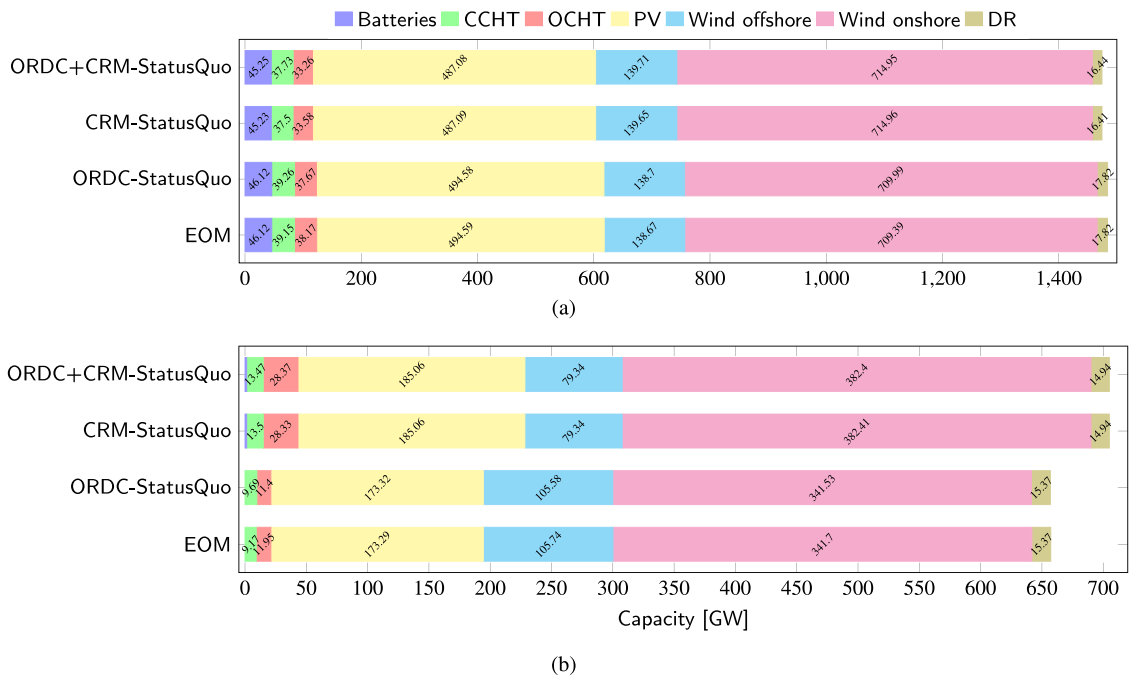 Batteries CCHT OCHT PV Wind offshore Wind onshore DR
ORDC+CRM-StatusQuo 45.25 37.73 33.26 487.08 139.71 714.95 16.44
CRM-StatusQuo 45.23 37.5 33.58 487.09 139.65 714.96 16.41
ORDC-StatusQuo 46.12 39.26 37.67 494.58 138.7 709.99 17.82
EOM 46.12 39.15 38.17 494.59 138.67 709.39 17.82
0 200 400 600 800 1,000 1,200 1,400
(a)
ORDC+CRM-StatusQuo 13.47 28.37 185.06 79.34 382.4 14.94
CRM-StatusQuo 13.5 28.33 185.06 79.34 382.41 14.94
ORDC-StatusQuo 9.69 11.4 173.32 105.58 341.53 15.37
EOM 9.17 11.95 173.29 105.74 341.7 15.37
0 50 100 150 200 250 300 350 400 450 500 550 600 650 700
Capacity [GW]
(b)